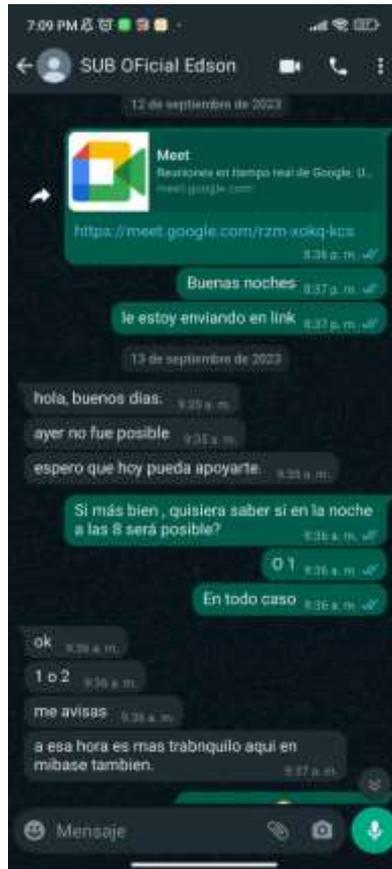 7:09 PM
SUB OFicial Edson
12 de septiembre de 2023
Meet
Reuniones en tiempo real de Google. U...
meet.google.com
https://meet.google.com/rzm-xokq-kcs
8:36 p. m.
Buenas noches 8:37 p. m.
le estoy enviando en link 8:37 p. m.
13 de septiembre de 2023
hola, buenos dias. 9:35 a. m.
ayer no fue posible 9:35 a. m.
espero que hoy pueda apoyarte. 9:35 a. m.
Si más bien , quisiera saber si en la noche
a las 8 será posible? 9:36 a. m.
O 1 9:36 a. m.
En todo caso 9:36 a. m.
ok 9:36 a. m.
1 o 2 9:36 a. m.
me avisas 9:36 a. m.
a esa hora es mas trabnquilo aqui en
mibase tambien. 9:37 a. m.
Mensaje